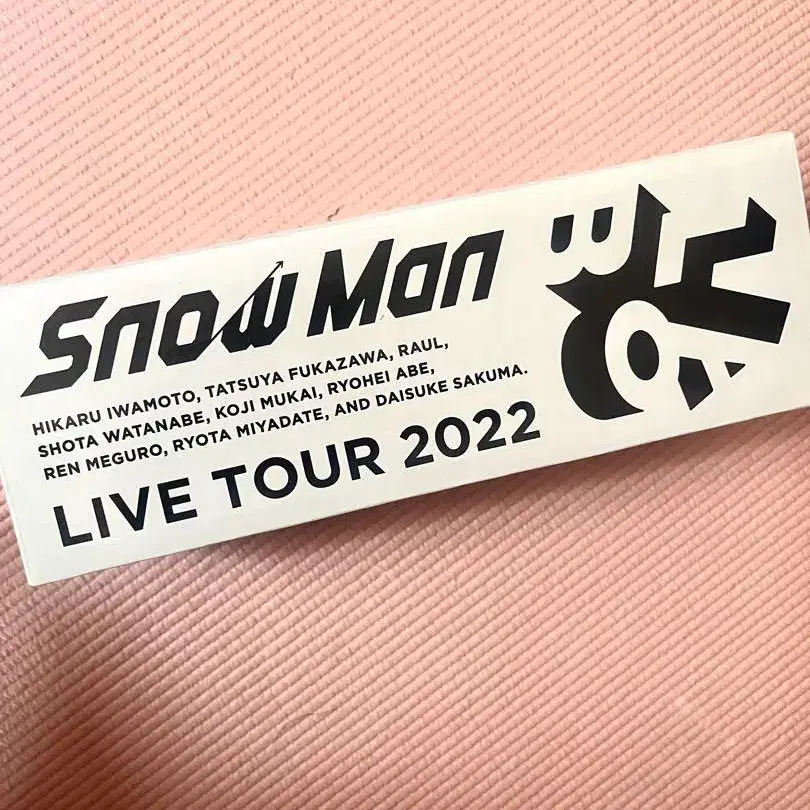 Snow Man
HIKARU IWAMOTO, TATSUYA FUKAZAWA, RAUL,
SHOTA WATANABE, KOJI MUKAI, RYOHEI ABE,
REN MEGURO, RYOTA MIYADATE, AND DAISUKE SAKUMA.
LIVE TOUR 2022